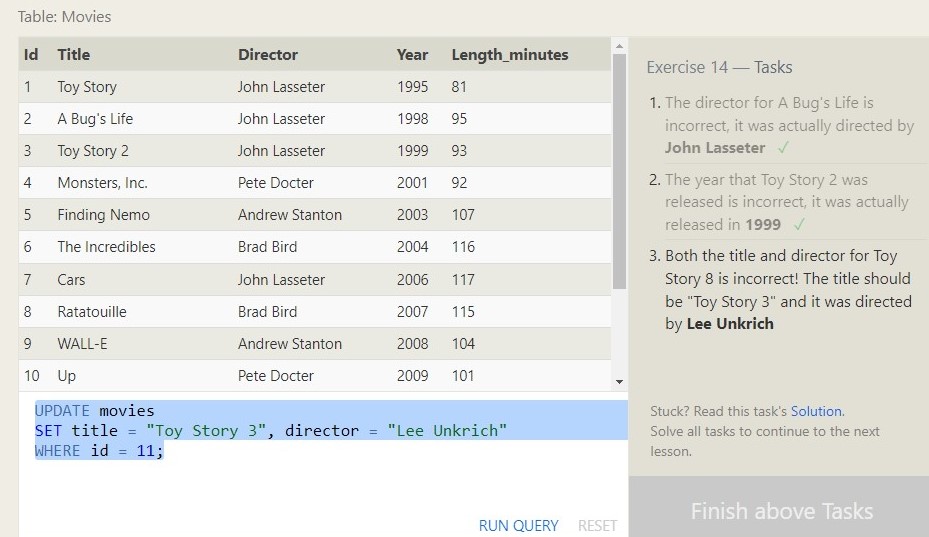 Table: Movies
Id Title Director Year Length_minutes
1 Toy Story John Lasseter 1995 81
2 A Bug's Life John Lasseter 1998 95
3 Toy Story 2 John Lasseter 1999 93
4 Monsters, Inc. Pete Docter 2001 92
5 Finding Nemo Andrew Stanton 2003 107
6 The Incredibles Brad Bird 2004 116
7 Cars John Lasseter 2006 117
8 Ratatouille Brad Bird 2007 115
9 WALL-E Andrew Stanton 2008 104
10 Up Pete Docter 2009 101
UPDATE movies
SET title = "Toy Story 3", director = "Lee Unkrich"
WHERE id = 11;
RUN QUERY RESET
Exercise 14 — Tasks
1. The director for A Bug's Life is
incorrect, it was actually directed by
John Lasseter ✓
2. The year that Toy Story 2 was
released is incorrect, it was actually
released in 1999 ✓
3. Both the title and director for Toy
Story 8 is incorrect! The title should
be "Toy Story 3" and it was directed
by Lee Unkrich
Stuck? Read this task's Solution.
Solve all tasks to continue to the next
lesson.
Finish above Tasks